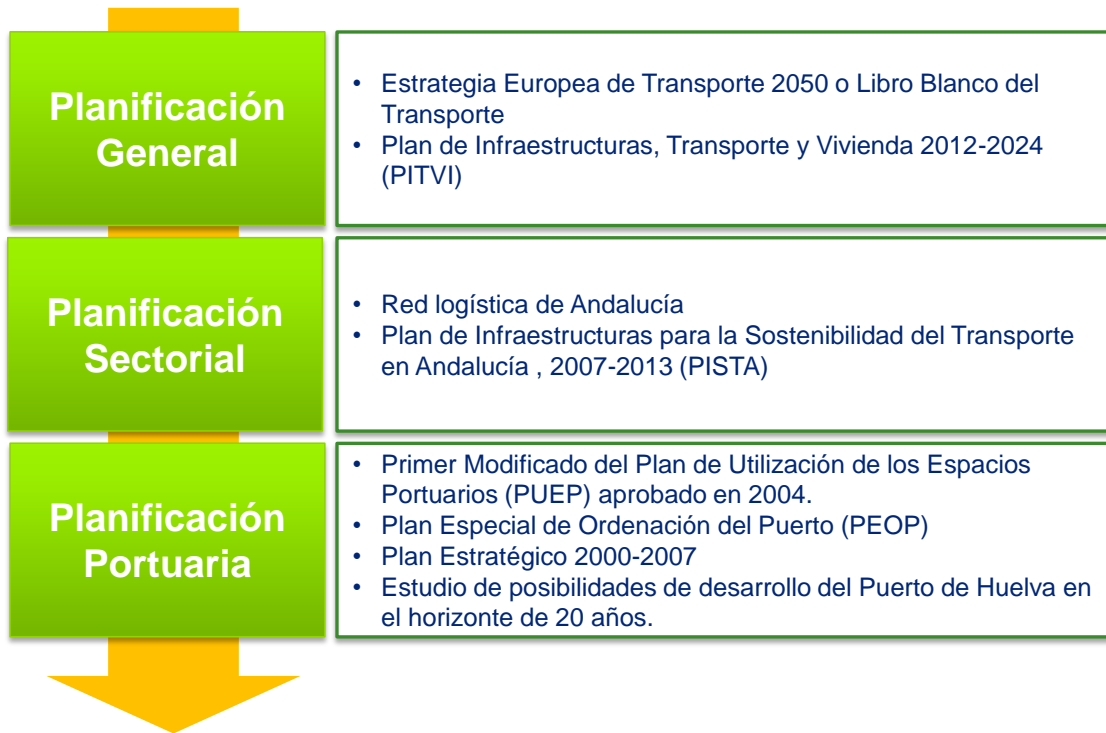 Planificación
General
• Estrategia Europea de Transporte 2050 o Libro Blanco del
Transporte
• Plan de Infraestructuras, Transporte y Vivienda 2012-2024
(PITVI)
Planificación
Sectorial
• Red logística de Andalucía
• Plan de Infraestructuras para la Sostenibilidad del Transporte
en Andalucía , 2007-2013 (PISTA)
Planificación
Portuaria
• Primer Modificado del Plan de Utilización de los Espacios
Portuarios (PUEP) aprobado en 2004.
• Plan Especial de Ordenación del Puerto (PEOP)
• Plan Estratégico 2000-2007
• Estudio de posibilidades de desarrollo del Puerto de Huelva en
el horizonte de 20 años.